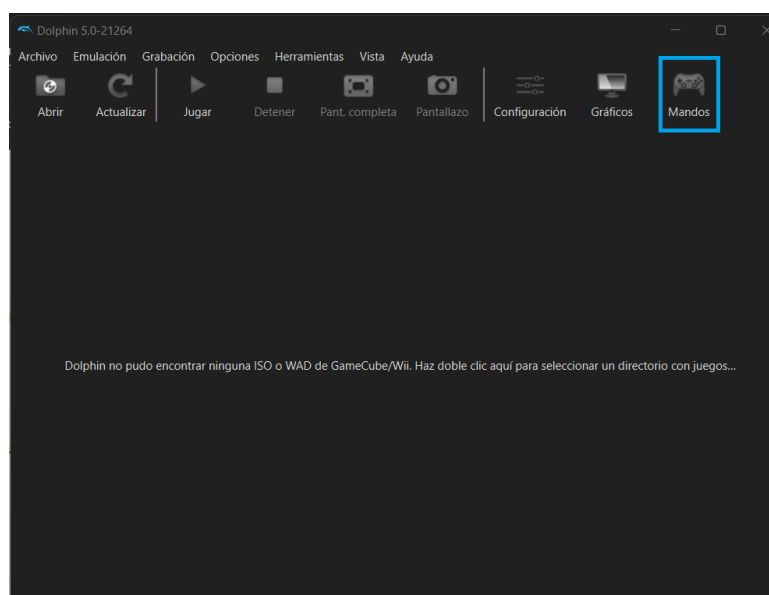 Dolphin 5.0-21264
Archivo Emulación Grabación Opciones Herramientas Vista Ayuda
Abrir Actualizar Jugar Detener Pant. completa Pantallazo Configuración Gráficos Mandos
Dolphin no pudo encontrar ninguna ISO o WAD de GameCube/Wii. Haz doble clic aquí para seleccionar un directorio con juegos...